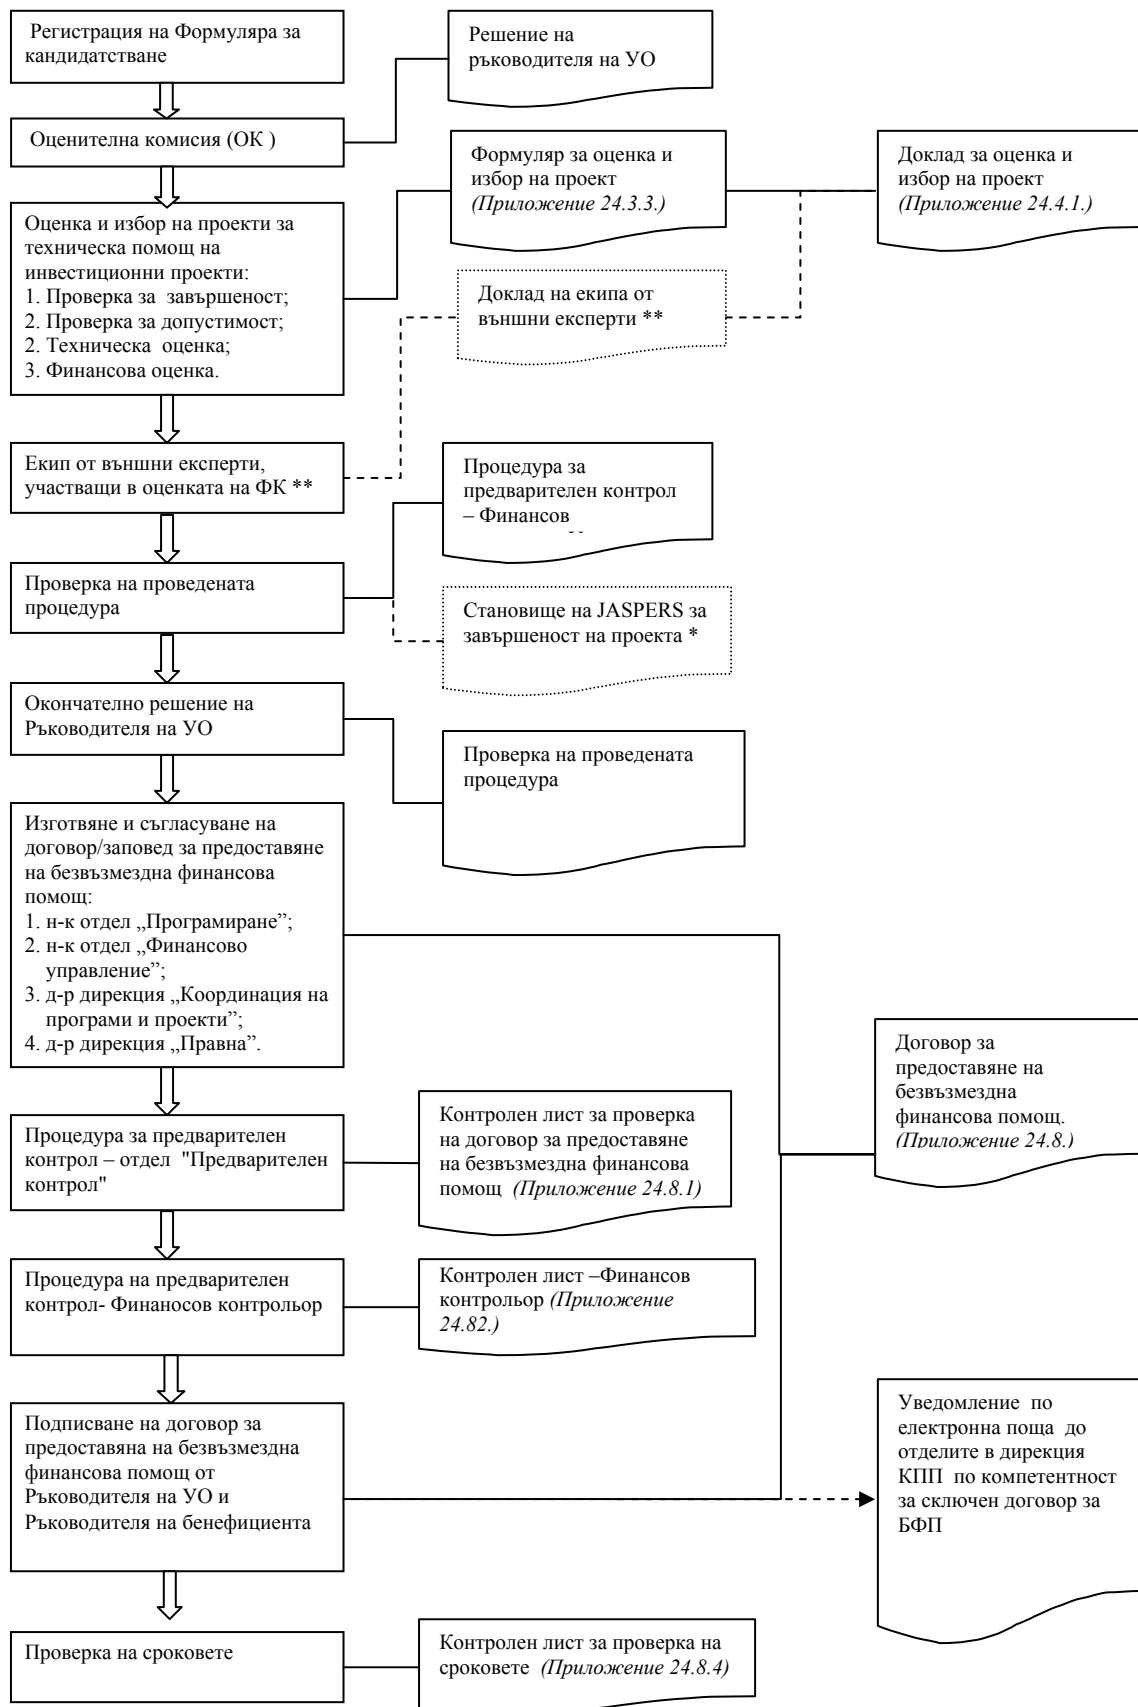 Регистрация на Формуляра за
кандидатстване
Решение на
ръководителя на УО
Оценителна комисия (ОК )
Формуляр за оценка и
избор на проект
(Приложение 24.3.3.)
Доклад за оценка и
избор на проект
(Приложение 24.4.1.)
Оценка и избор на проекти за
техническа помощ на
инвестиционни проекти:
1. Проверка за завършеност;
2. Проверка за допустимост;
2. Техническа оценка;
3. Финансова оценка.
Доклад на екипа от
външни експерти **
Екип от външни експерти,
участващи в оценката на ФК **
Процедура за
предварителен контрол
– Финансов
Проверка на проведената
процедура
Становище на JASPERS за
завършеност на проекта *
Окончателно решение на
Ръководителя на УО
Проверка на проведената
процедура
Изготвяне и съгласуване на
договор/заповед за предоставяне
на безвъзмездна финансова
помощ:
1. н-к отдел „Програмиране”;
2. н-к отдел „Финансово
управление”;
3. д-р дирекция „Координация на
програми и проекти”;
4. д-р дирекция „Правна”.
Договор за
предоставяне на
безвъзмездна
финансова помощ.
(Приложение 24.8.)
Процедура за предварителен
контрол – отдел "Предварителен
контрол"
Контролен лист за проверка
на договор за предоставяне
на безвъзмездна финансова
помощ (Приложение 24.8.1)
Процедура на предварителен
контрол- Финаносов контрольор
Контролен лист –Финансов
контрольор (Приложение
24.82.)
Подписване на договор за
предоставяна на безвъзмездна
финансова помощ от
Ръководителя на УО и
Ръководителя на бенефициента
Уведомление по
електронна поща до
отделите в дирекция
КПП по компетентност
за сключен договор за
БФП
Проверка на сроковете
Контролен лист за проверка на
сроковете (Приложение 24.8.4)